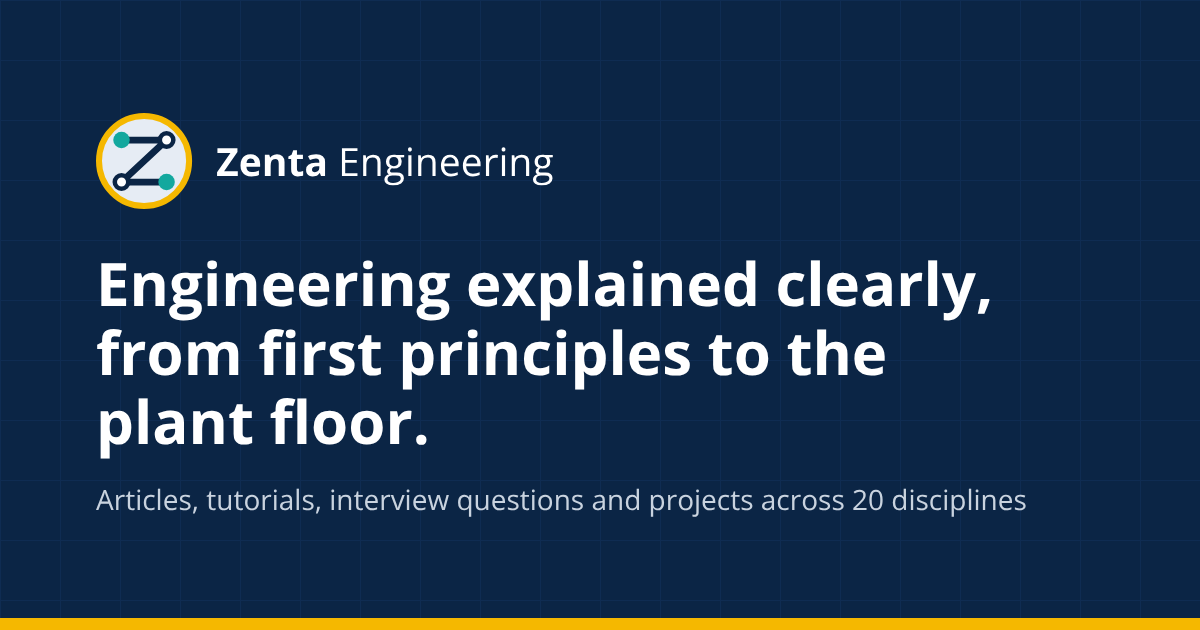 Zenta Engineering
Engineering explained clearly,
from first principles to the
plant floor.
Articles, tutorials, interview questions and projects across 20 disciplines